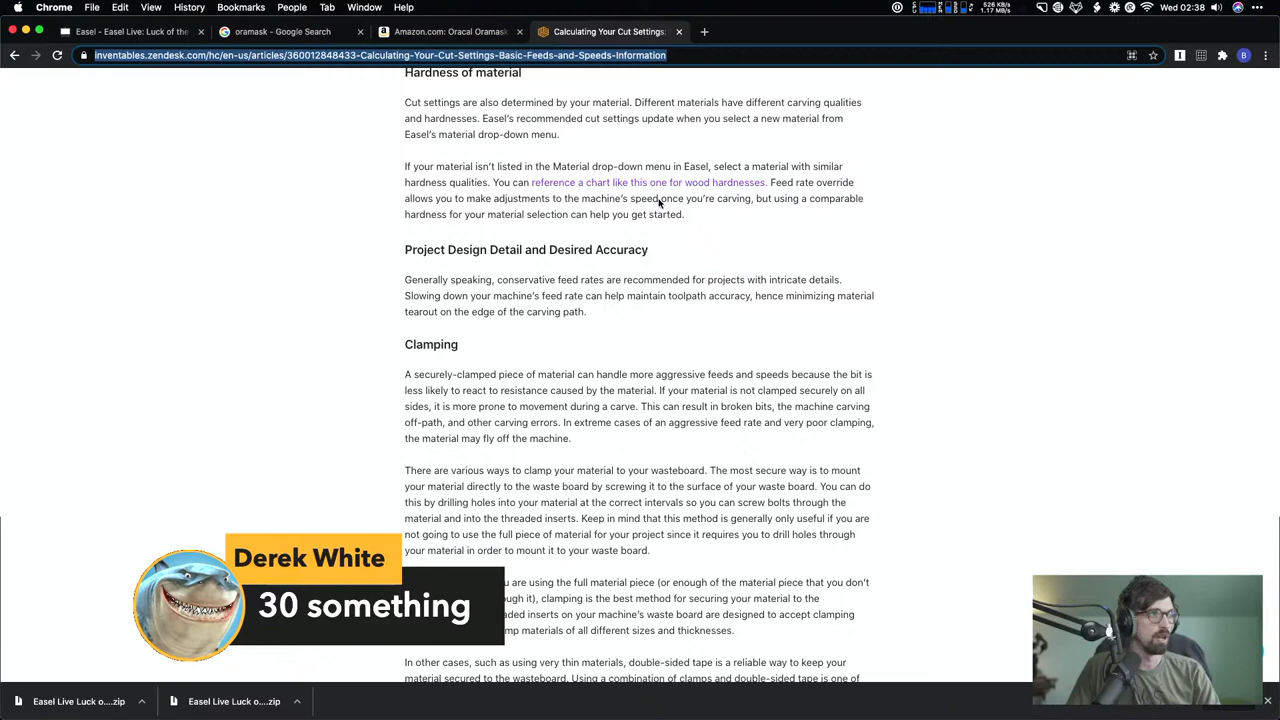 Chrome File Edit View History Bookmarks People Tab Window Help
526 KB
1.17 MB
Wed 02:38
Easel - Easel Live: Luck of the
oramask - Google Search
Amazon.com: Oracal Oramask
Calculating Your Cut Settings:
inventables.zendesk.com/hc/en-us/articles/360012848433-Calculating-Your-Cut-Settings-Basic-Feeds-and-Speeds-Information
B
Hardness of material
Cut settings are also determined by your material. Different materials have different carving qualities
and hardnesses. Easel's recommended cut settings update when you select a new material from
Easel's material drop-down menu.
If your material isn't listed in the Material drop-down menu in Easel, select a material with similar
hardness qualities. You can reference a chart like this one for wood hardnesses. Feed rate override
allows you to make adjustments to the machine's speed once you're carving, but using a comparable
hardness for your material selection can help you get started.
Project Design Detail and Desired Accuracy
Generally speaking, conservative feed rates are recommended for projects with intricate details.
Slowing down your machine's feed rate can help maintain toolpath accuracy, hence minimizing material
tearout on the edge of the carving path.
Clamping
A securely-clamped piece of material can handle more aggressive feeds and speeds because the bit is
less likely to react to resistance caused by the material. If your material is not clamped securely on all
sides, it is more prone to movement during a carve. This can result in broken bits, the machine carving
off-path, and other carving errors. In extreme cases of an aggressive feed rate and very poor clamping,
the material may fly off the machine.
There are various ways to clamp your material to your wasteboard. The most secure way is to mount
your material directly to the waste board by screwing it to the surface of your waste board. You can do
this by drilling holes into your material at the correct intervals so you can screw bolts through the
material and into the threaded inserts. Keep in mind that this method is generally only useful if you are
not going to use the full piece of material for your project since it requires you to drill holes through
your material in order to mount it to your waste board.
are using the full material piece (or enough of the material piece that you don't
it), clamping is the best method for securing your material to the
inserts on your machine's waste board are designed to accept clamping
materials of all different sizes and thicknesses.
In other cases, such as using very thin materials, double-sided tape is a reliable way to keep your
material secured to the wasteboard. Using a combination of clamps and double-sided tape is one of
Derek White
30 something
Easel Live Luck o....zip
Easel Live Luck o....zip